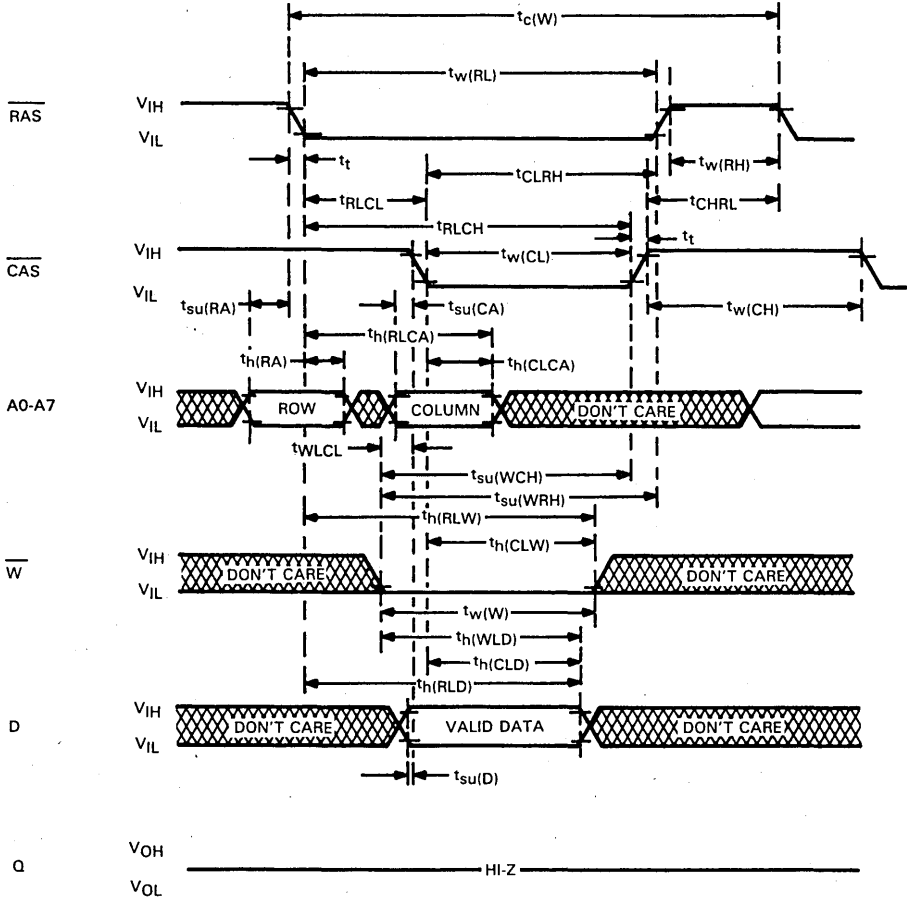 tc(W)
tw(RL)
RAS
VIH
VIL
tt
tCLRH
tw(RH)
tRLCL
tCHRL
tRLCH
tt
CAS
VIH
VIL
tw(CL)
tsu(RA)
tsu(CA)
tw(CH)
th(RLCA)
th(RA)
th(CLCA)
A0-A7
VIH
VIL
ROW
COLUMN
DON'T CARE
tWLCL
tsu(WCH)
tsu(WRH)
th(RLW)
th(CLW)
W
VIH
VIL
DON'T CARE
DON'T CARE
tw(W)
th(WLD)
th(CLD)
th(RLD)
D
VIH
VIL
DON'T CARE
VALID DATA
DON'T CARE
tsu(D)
Q
VOH
VOL
HI-Z